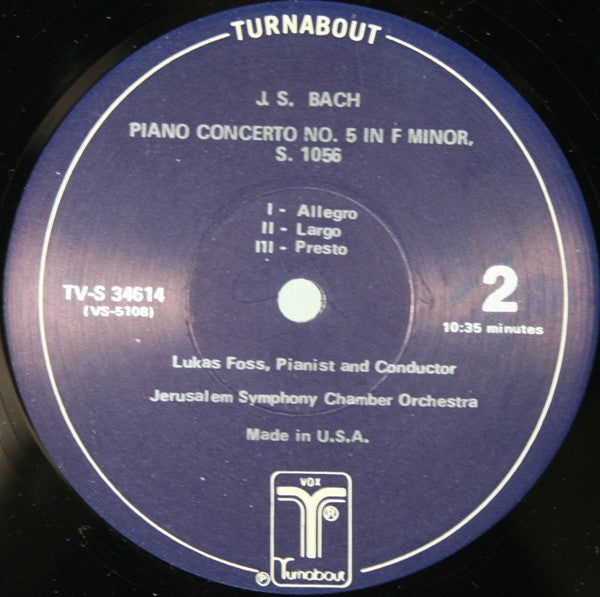 TURNABOUT
J. S. BACH
PIANO CONCERTO NO. 5 IN F MINOR,
S. 1056
I - Allegro
II - Largo
III - Presto
TV-S 34614
(VS-5108)
2
10:35 minutes
Lukas Foss, Pianist and Conductor
Jerusalem Symphony Chamber Orchestra
Made in U.S.A.
VOX
T®
℗ Turnabout